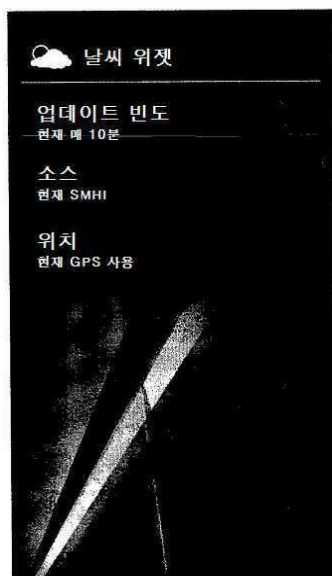 날씨 위젯
업데이트 빈도
현재 매 10분
소스
현재 SMHI
위치
현재 GPS 사용